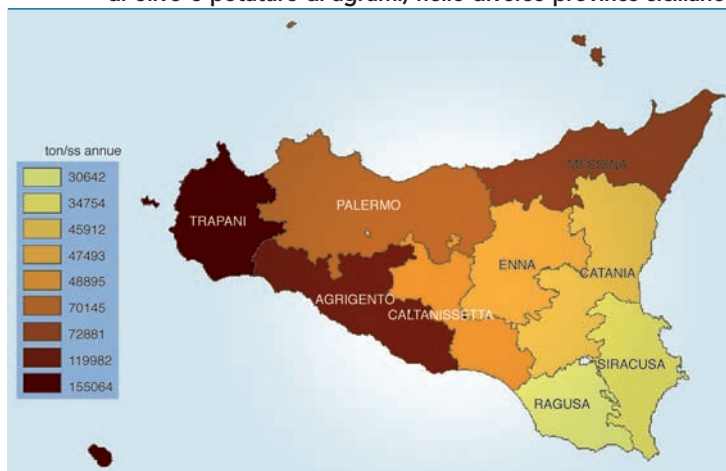 di olivo e potature di agrumi) nelle diverse province siciliane
ton/ss annue
30642
34754
45912
47493
48895
70145
72881
119982
155064
MESSINA
PALERMO
TRAPANI
ENNA
CATANIA
AGRIGENTO
CALTANISSETTA
SIRACUSA
RAGUSA